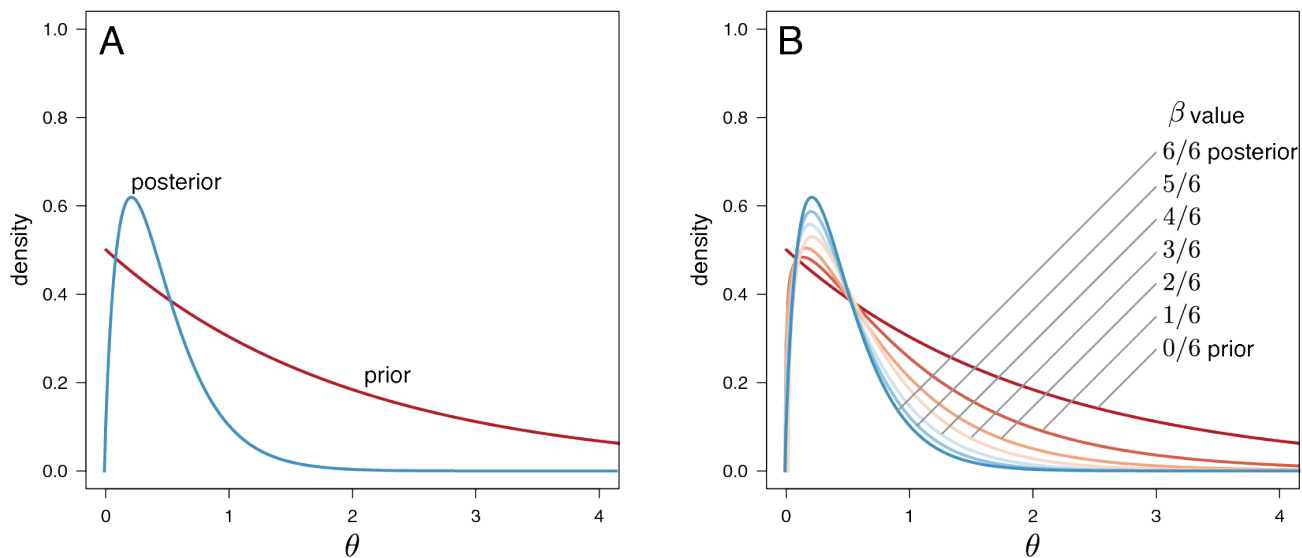 A
1.0
0.8
0.6
0.4
0.2
0.0
density
posterior
prior
0 1 2 3 4
θ
B
1.0
0.8
0.6
0.4
0.2
0.0
density
β value
6/6 posterior
5/6
4/6
3/6
2/6
1/6
0/6 prior
0 1 2 3 4
θ